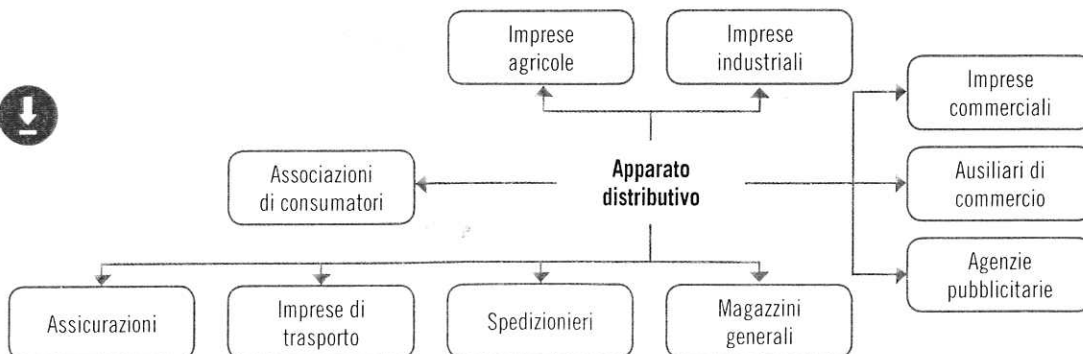 Imprese
agricole
Imprese
industriali
Imprese
commerciali
Associazioni
di consumatori
Apparato
distributivo
Ausiliari di
commercio
Agenzie
pubblicitarie
Assicurazioni
Imprese di
trasporto
Spedizionieri
Magazzini
generali